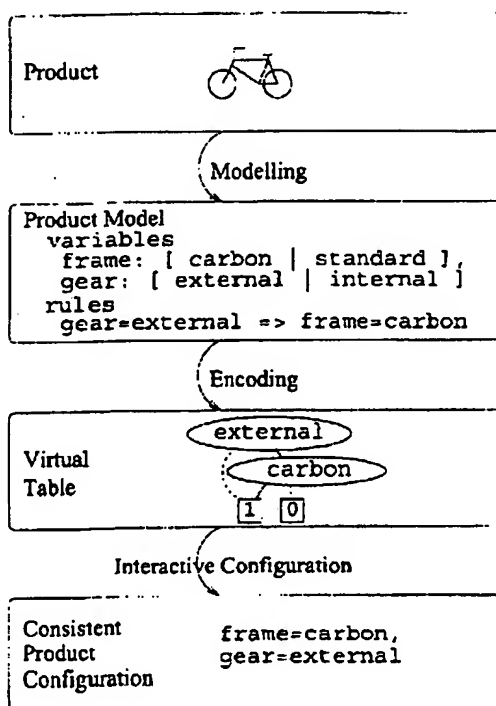 Product
Modelling
Product Model
variables
frame: [ carbon | standard ],
gear: [ external | internal ]
rules
gear=external => frame=carbon
Encoding
external
Virtual
Table
carbon
1 0
Interactive Configuration
Consistent
Product
Configuration
frame=carbon,
gear=external